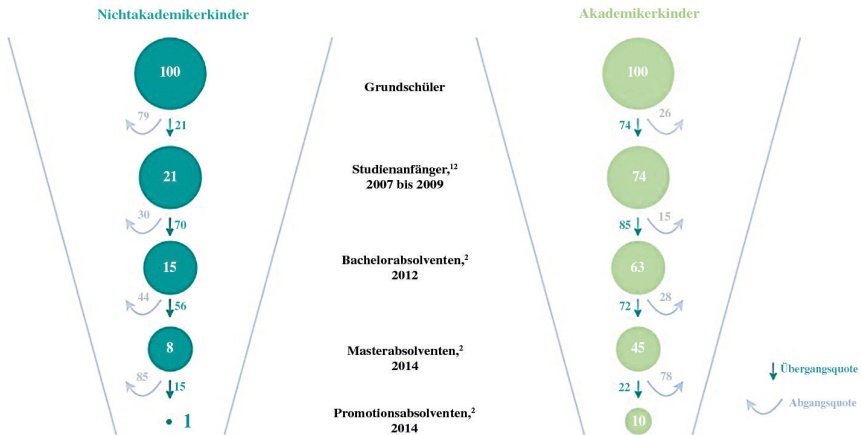 Nichtakademikerkinder
Akademikerkinder
100
Grundschüler
100
79
21
74
26
21
Studienanfänger,¹²
2007 bis 2009
74
30
70
85
15
15
Bachelorabsolventen,²
2012
63
44
56
72
28
8
Masterabsolventen,²
2014
45
85
15
22
78
Übergangsquote
Abgangsquote
1
Promotionsabsolventen,²
2014
10